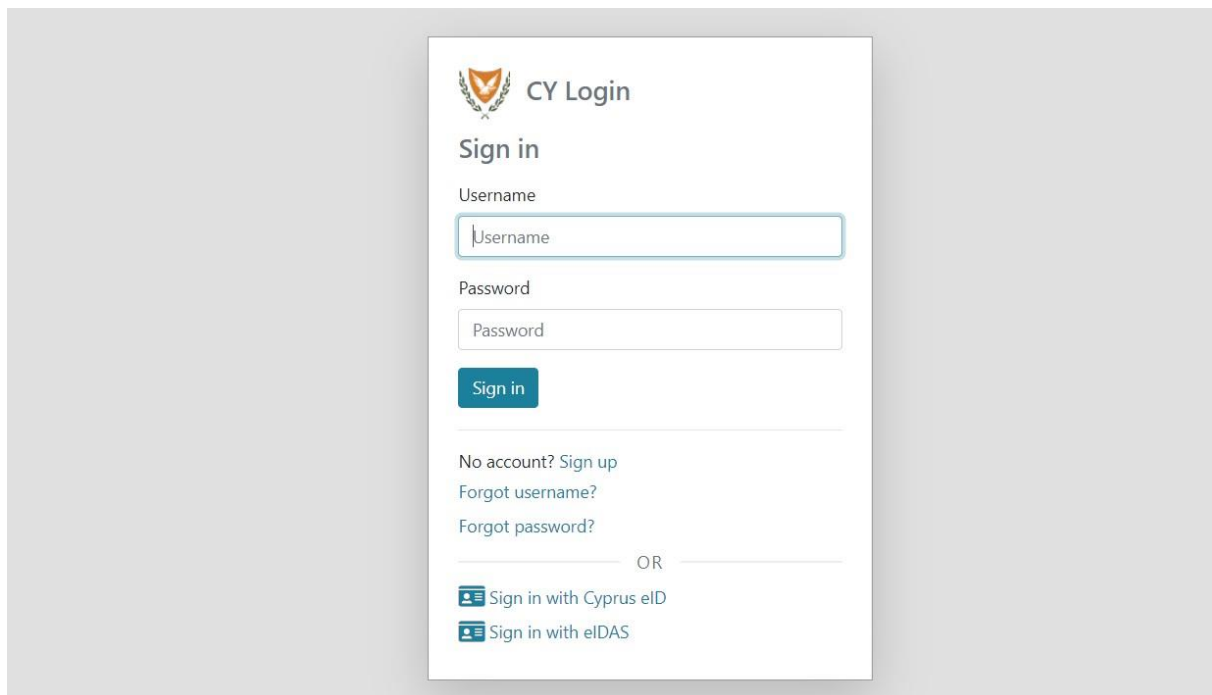 CY Login
Sign in
Username
Username
Password
Password
Sign in
No account? Sign up
Forgot username?
Forgot password?
OR
Sign in with Cyprus eID
Sign in with eIDAS